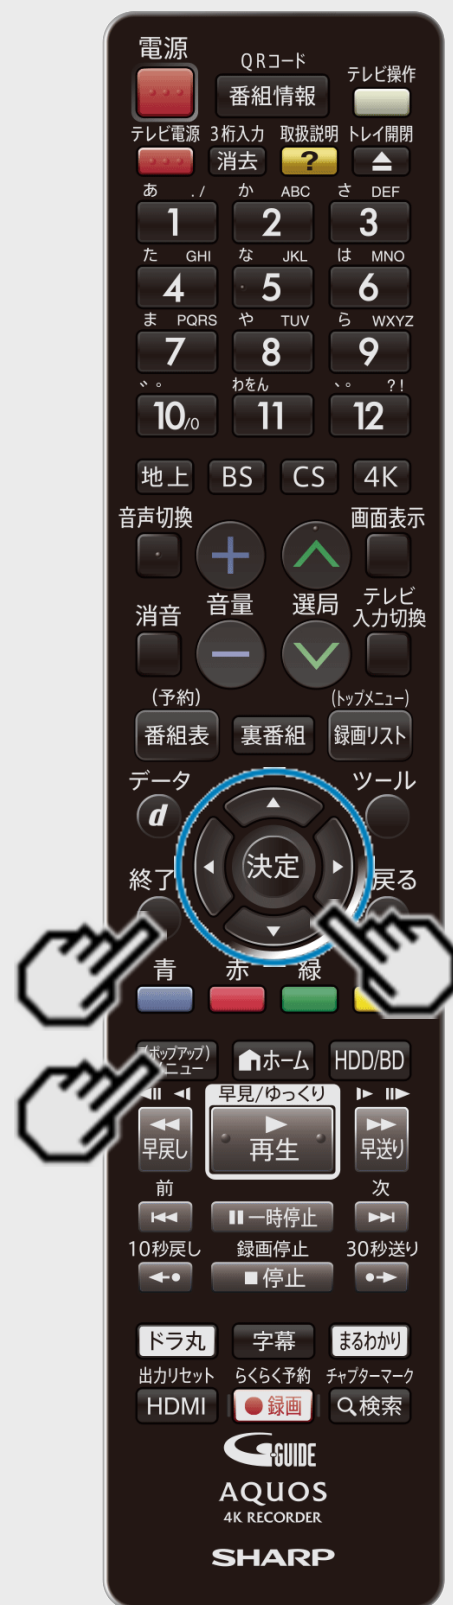 電源
QRコード
テレビ操作
番組情報
テレビ電源 3桁入力 取扱説明 トレイ開閉
消去 ?
あ ./ か ABC さ DEF
1 2 3
た GHI な JKL は MNO
4 5 6
ま PQRS や TUV ら WXYZ
7 8 9
゛゜ わをん 、。 ?!
10/0 11 12
地上 BS CS 4K
音声切換 画面表示
消音 音量 選局 テレビ
入力切換
(予約) (トップメニュー)
番組表 裏番組 録画リスト
データ ツール
d
決定
終了 戻る
青 赤 緑
(ポップアップ)
メニュー
ホーム HDD/BD
早見/ゆっくり
早戻し 再生 早送り
前 次
一時停止
10秒戻し 録画停止 30秒送り
停止
ドラ丸 字幕 まるわかり
出力リセット らくらく予約 チャプターマーク
HDMI 録画 検索
G-GUIDE
AQUOS
4K RECORDER
SHARP